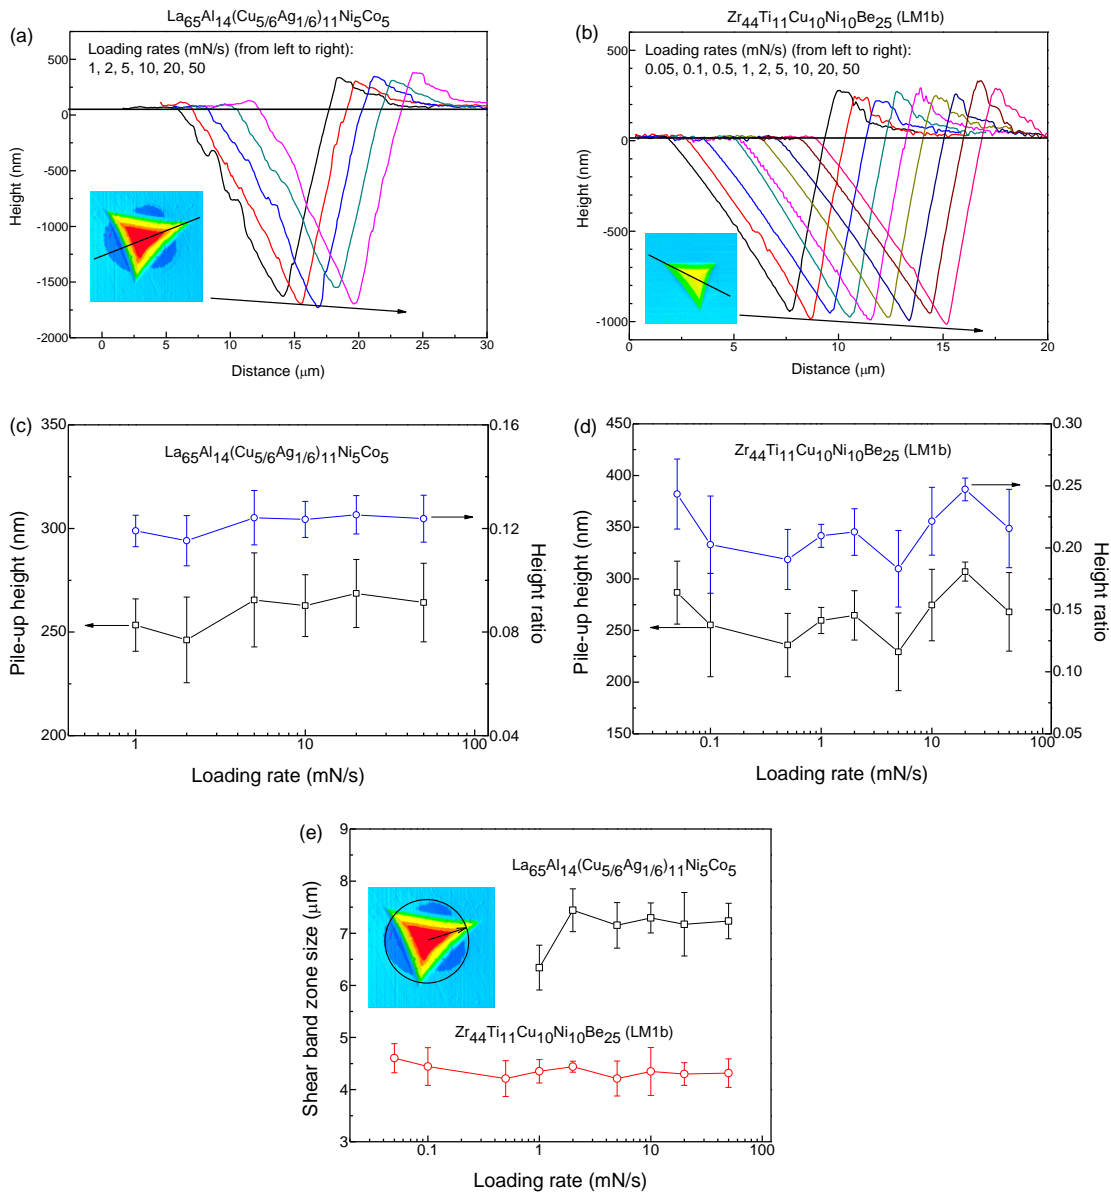 La65Al14(Cu5/6Ag1/6)11Ni5Co5
(a)
Loading rates (mN/s) (from left to right):
1, 2, 5, 10, 20, 50
500
0
-500
-1000
-1500
-2000
Height (nm)
0 5 10 15 20 25 30
Distance (μm)
Zr44Ti11Cu10Ni10Be25 (LM1b)
(b)
Loading rates (mN/s) (from left to right):
0.05, 0.1, 0.5, 1, 2, 5, 10, 20, 50
500
0
-500
-1000
Height (nm)
0 5 10 15 20
Distance (μm)
(c)
La65Al14(Cu5/6Ag1/6)11Ni5Co5
350
300
250
200
Pile-up height (nm)
0.16
0.12
0.08
0.04
Height ratio
1 10 100
Loading rate (mN/s)
(d)
Zr44Ti11Cu10Ni10Be25 (LM1b)
450
400
350
300
250
200
150
Pile-up height (nm)
0.30
0.25
0.20
0.15
0.10
0.05
Height ratio
0.1 1 10 100
Loading rate (mN/s)
(e)
La65Al14(Cu5/6Ag1/6)11Ni5Co5
Zr44Ti11Cu10Ni10Be25 (LM1b)
9
8
7
6
5
4
3
Shear band zone size (μm)
0.1 1 10 100
Loading rate (mN/s)